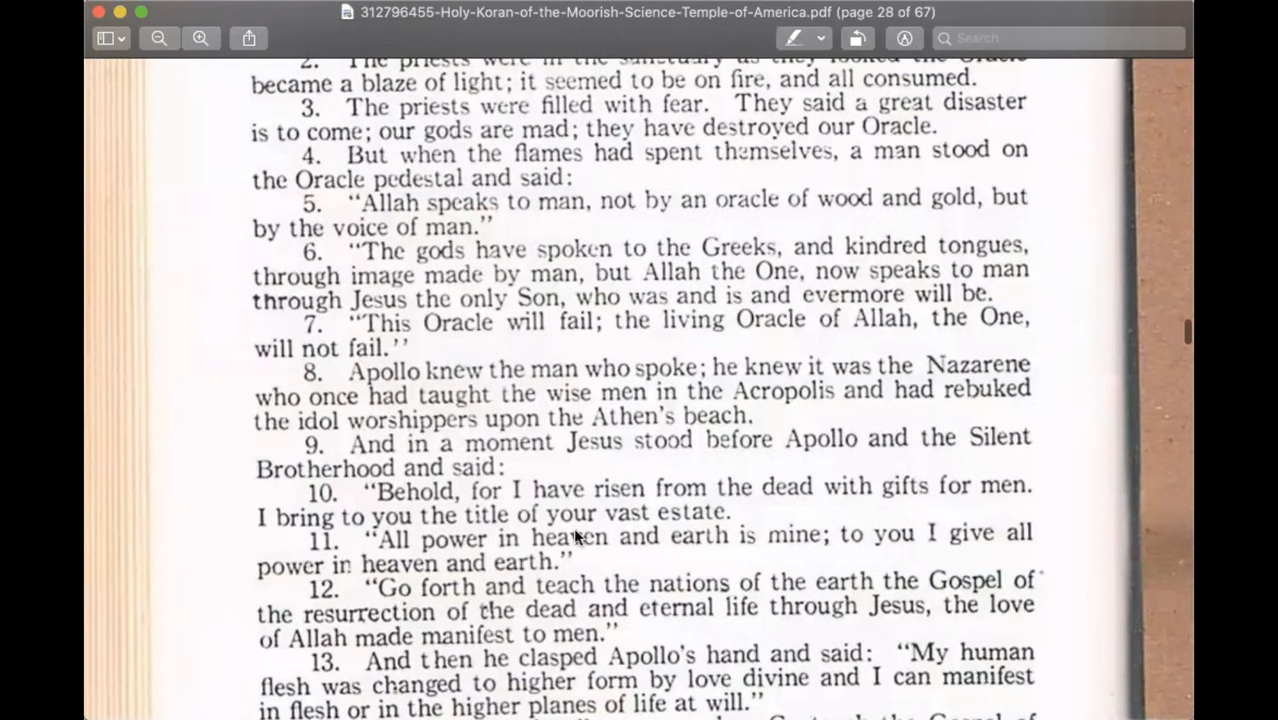 312796455-Holy-Koran-of-the-Moorish-Science-Temple-of-America.pdf (page 28 of 67)
Search
2. The priests were in the sanctuary as they looked the Oracle
became a blaze of light; it seemed to be on fire, and all consumed.
3. The priests were filled with fear. They said a great disaster
is to come; our gods are mad; they have destroyed our Oracle.
4. But when the flames had spent themselves, a man stood on
the Oracle pedestal and said:
5. “Allah speaks to man, not by an oracle of wood and gold, but
by the voice of man.”
6. “The gods have spoken to the Greeks, and kindred tongues,
through image made by man, but Allah the One, now speaks to man
through Jesus the only Son, who was and is and evermore will be.
7. “This Oracle will fail; the living Oracle of Allah, the One,
will not fail.’’
8. Apollo knew the man who spoke; he knew it was the Nazarene
who once had taught the wise men in the Acropolis and had rebuked
the idol worshippers upon the Athen's beach.
9. And in a moment Jesus stood before Apollo and the Silent
Brotherhood and said:
10. “Behold, for I have risen from the dead with gifts for men.
I bring to you the title of your vast estate.
11. “All power in heaven and earth is mine; to you I give all
power in heaven and earth.”
12. “Go forth and teach the nations of the earth the Gospel of
the resurrection of the dead and eternal life through Jesus, the love
of Allah made manifest to men.”
13. And then he clasped Apollo's hand and said: “My human
flesh was changed to higher form by love divine and I can manifest
in flesh or in the higher planes of life at will.”